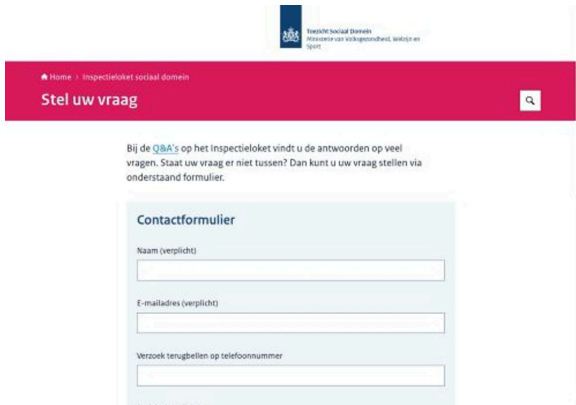 Toezicht Sociaal Domein
Ministerie van Volksgezondheid, Welzijn en
Sport
Home > Inspectieloket sociaal domein
Stel uw vraag
Bij de Q&A's op het Inspectieloket vindt u de antwoorden op veel
vragen. Staat uw vraag er niet tussen? Dan kunt u uw vraag stellen via
onderstaand formulier.
Contactformulier
Naam (verplicht)
E-mailadres (verplicht)
Verzoek terugbellen op telefoonnummer